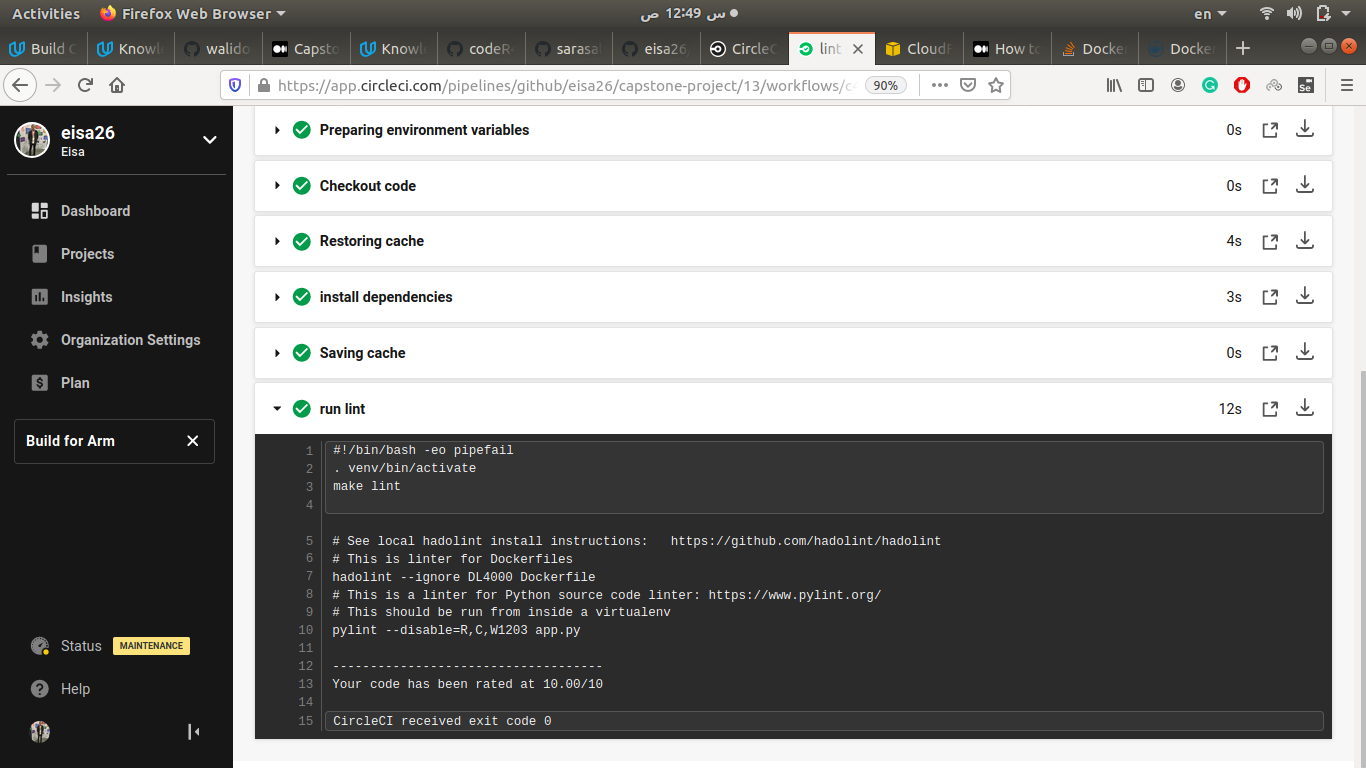 Activities Firefox Web Browser س 12:49 ص en
Build C Knowl walido Capsto Knowl codeR sarasal eisa26 CircleC lint CloudF How to Docke Docke
https://app.circleci.com/pipelines/github/eisa26/capstone-project/13/workflows/c 90%
eisa26
Eisa
Dashboard
Projects
Insights
Organization Settings
Plan
Build for Arm
Status MAINTENANCE
Help
Preparing environment variables 0s
Checkout code 0s
Restoring cache 4s
install dependencies 3s
Saving cache 0s
run lint 12s
1 #!/bin/bash -eo pipefail
2 . venv/bin/activate
3 make lint
4
5 # See local hadolint install instructions:   https://github.com/hadolint/hadolint
6 # This is linter for Dockerfiles
7 hadolint --ignore DL4000 Dockerfile
8 # This is a linter for Python source code linter: https://www.pylint.org/
9 # This should be run from inside a virtualenv
10 pylint --disable=R,C,W1203 app.py
11
12 ------------------------------------
13 Your code has been rated at 10.00/10
14
15 CircleCI received exit code 0